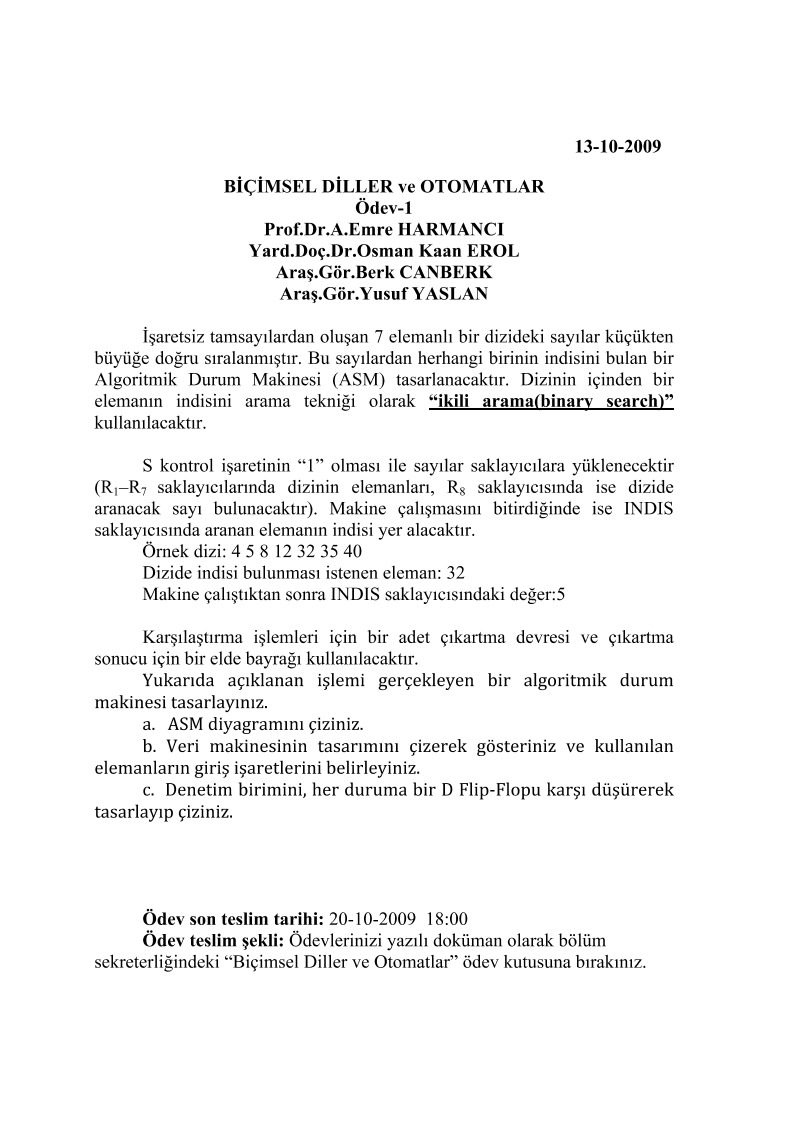 13-10-2009
BİÇİMSEL DİLLER ve OTOMATLAR
Ödev-1
Prof.Dr.A.Emre HARMANCI
Yard.Doç.Dr.Osman Kaan EROL
Araş.Gör.Berk CANBERK
Araş.Gör.Yusuf YASLAN
İşaretsiz tamsayılardan oluşan 7 elemanlı bir dizideki sayılar küçükten
büyüğe doğru sıralanmıştır. Bu sayılardan herhangi birinin indisini bulan bir
Algoritmik Durum Makinesi (ASM) tasarlanacaktır. Dizinin içinden bir
elemanın indisini arama tekniği olarak “ikili arama(binary search)”
kullanılacaktır.
S kontrol işaretinin “1” olması ile sayılar saklayıcılara yüklenecektir
(R₁–R₇ saklayıcılarında dizinin elemanları, R₈ saklayıcısında ise dizide
aranacak sayı bulunacaktır). Makine çalışmasını bitirdiğinde ise INDIS
saklayıcısında aranan elemanın indisi yer alacaktır.
Örnek dizi: 4 5 8 12 32 35 40
Dizide indisi bulunması istenen eleman: 32
Makine çalıştıktan sonra INDIS saklayıcısındaki değer:5
Karşılaştırma işlemleri için bir adet çıkartma devresi ve çıkartma
sonucu için bir elde bayrağı kullanılacaktır.
Yukarıda açıklanan işlemi gerçekleyen bir algoritmik durum
makinesi tasarlayınız.
a. ASM diyagramını çiziniz.
b. Veri makinesinin tasarımını çizerek gösteriniz ve kullanılan
elemanların giriş işaretlerini belirleyiniz.
c. Denetim birimini, her duruma bir D Flip-Flopu karşı düşürerek
tasarlayıp çiziniz.
Ödev son teslim tarihi: 20-10-2009 18:00
Ödev teslim şekli: Ödevlerinizi yazılı doküman olarak bölüm
sekreterliğindeki “Biçimsel Diller ve Otomatlar” ödev kutusuna bırakınız.